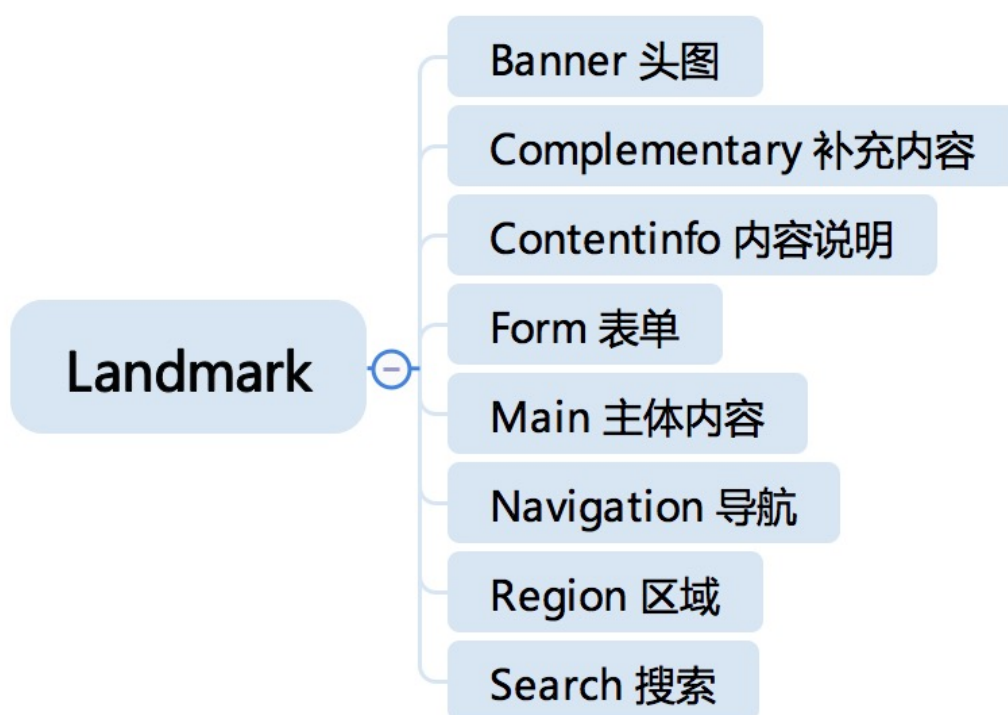 Landmark
Banner 头图
Complementary 补充内容
Contentinfo 内容说明
Form 表单
Main 主体内容
Navigation 导航
Region 区域
Search 搜索